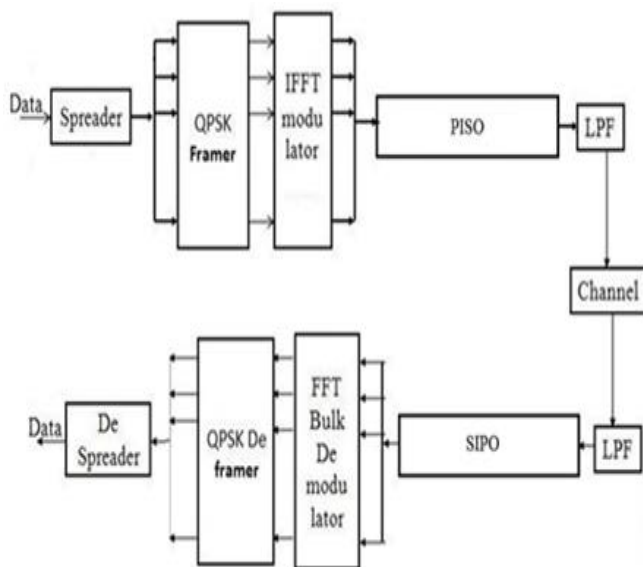 Data
Spreader
QPSK
Framer
IFFT
modu
lator
PISO
LPF
Channel
LPF
SIPO
FFT
Bulk
De
modu
lator
QPSK De
framer
De
Spreader
Data